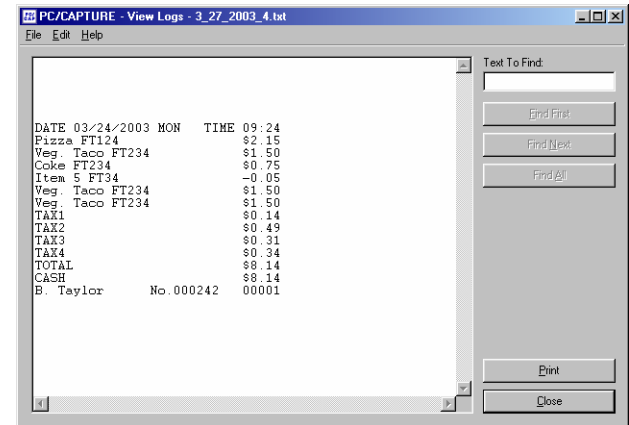 PC/CAPTURE - View Logs - 3_27_2003_4.txt
File Edit Help
Text To Find:
Find First
Find Next
Find All
DATE 03/24/2003 MON TIME 09:24
Pizza FT124 $2.15
Veg. Taco FT234 $1.50
Coke FT234 $0.75
Item 5 FT34 -0.05
Veg. Taco FT234 $1.50
Veg. Taco FT234 $1.50
TAX1 $0.14
TAX2 $0.49
TAX3 $0.31
TAX4 $0.34
TOTAL $8.14
CASH $8.14
B. Taylor No.000242 00001
Print
Close